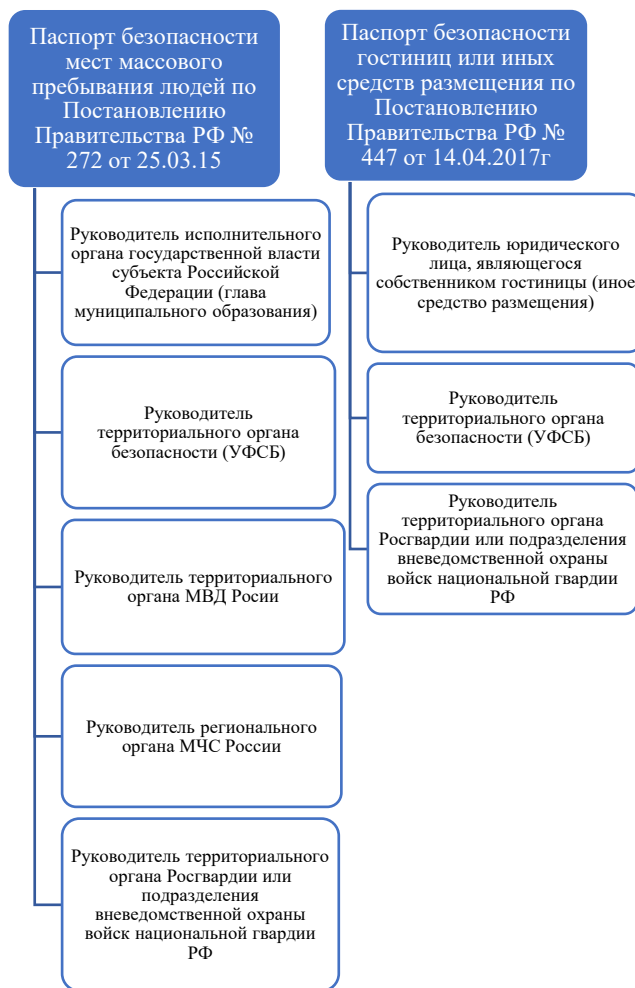 Паспорт безопасности
мест массового
пребывания людей по
Постановлению
Правительства РФ №
272 от 25.03.15
Руководитель исполнительного
органа государственной власти
субъекта Российской
Федерации (глава
муниципального образования)
Руководитель
территориального органа
безопасности (УФСБ)
Руководитель территориального
органа МВД Росии
Руководитель регионального
органа МЧС России
Руководитель территориального
органа Росгвардии или
подразделения
вневедомственной охраны
войск национальной гвардии
РФ
Паспорт безопасности
гостиниц или иных
средств размещения по
Постановлению
Правительства РФ №
447 от 14.04.2017г
Руководитель юридического
лица, являющегося
собственником гостиницы (иное
средство размещения)
Руководитель
территориального органа
безопасности (УФСБ)
Руководитель
территориального органа
Росгвардии или подразделения
вневедомственной охраны
войск национальной гвардии
РФ